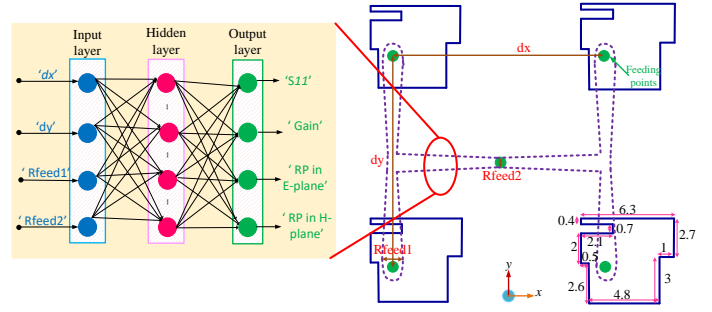 Input
layer
Hidden
layer
Output
layer
'dx'
'dy'
' Rfeed1'
' Rfeed2'
'S11'
' Gain'
' RP in
E-plane'
' RP in H-
plane'
dx
Feeding
points
dy
Rfeed2
Rfeed1
y
x
6.3
0.4
0.7
2.1
2
2.7
0.5
1
3
2.6
4.8